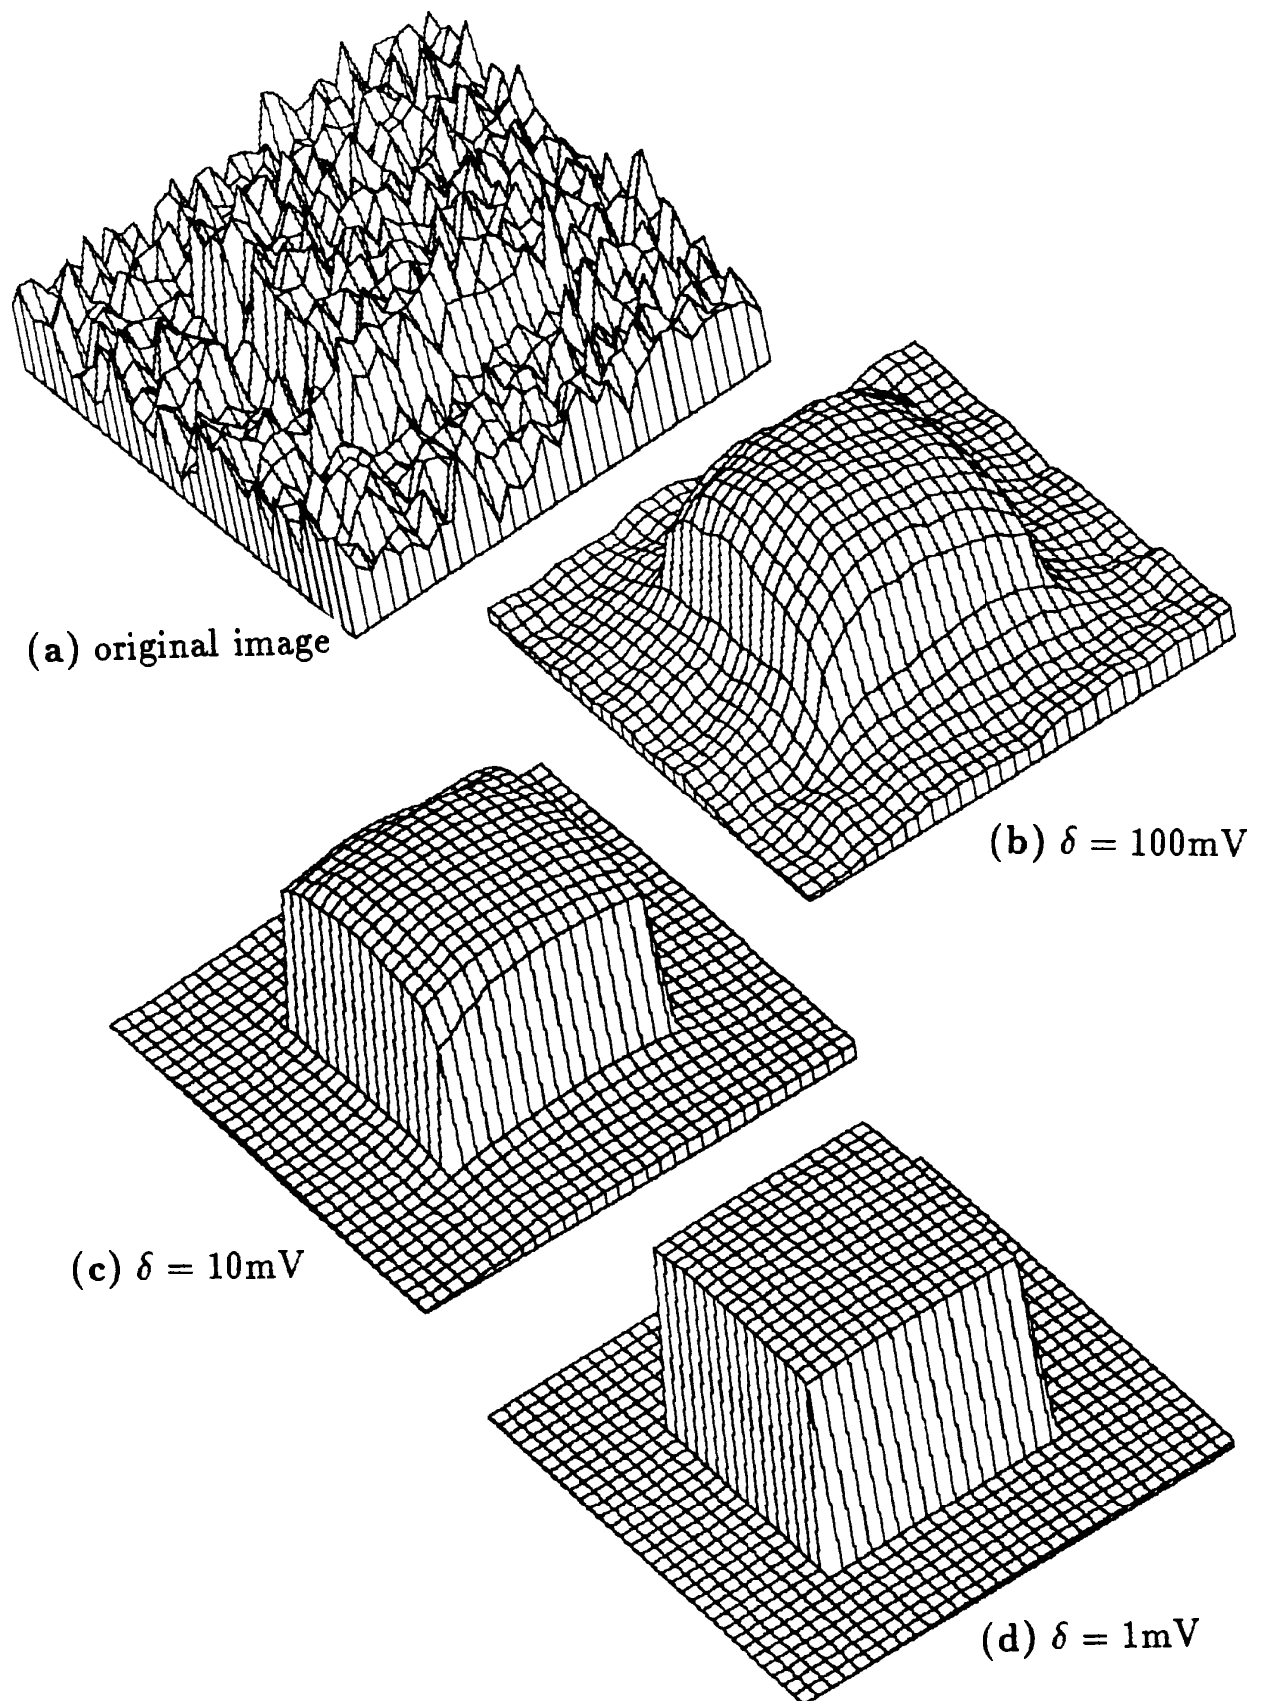 (a) original image
(b) δ = 100mV
(c) δ = 10mV
(d) δ = 1mV